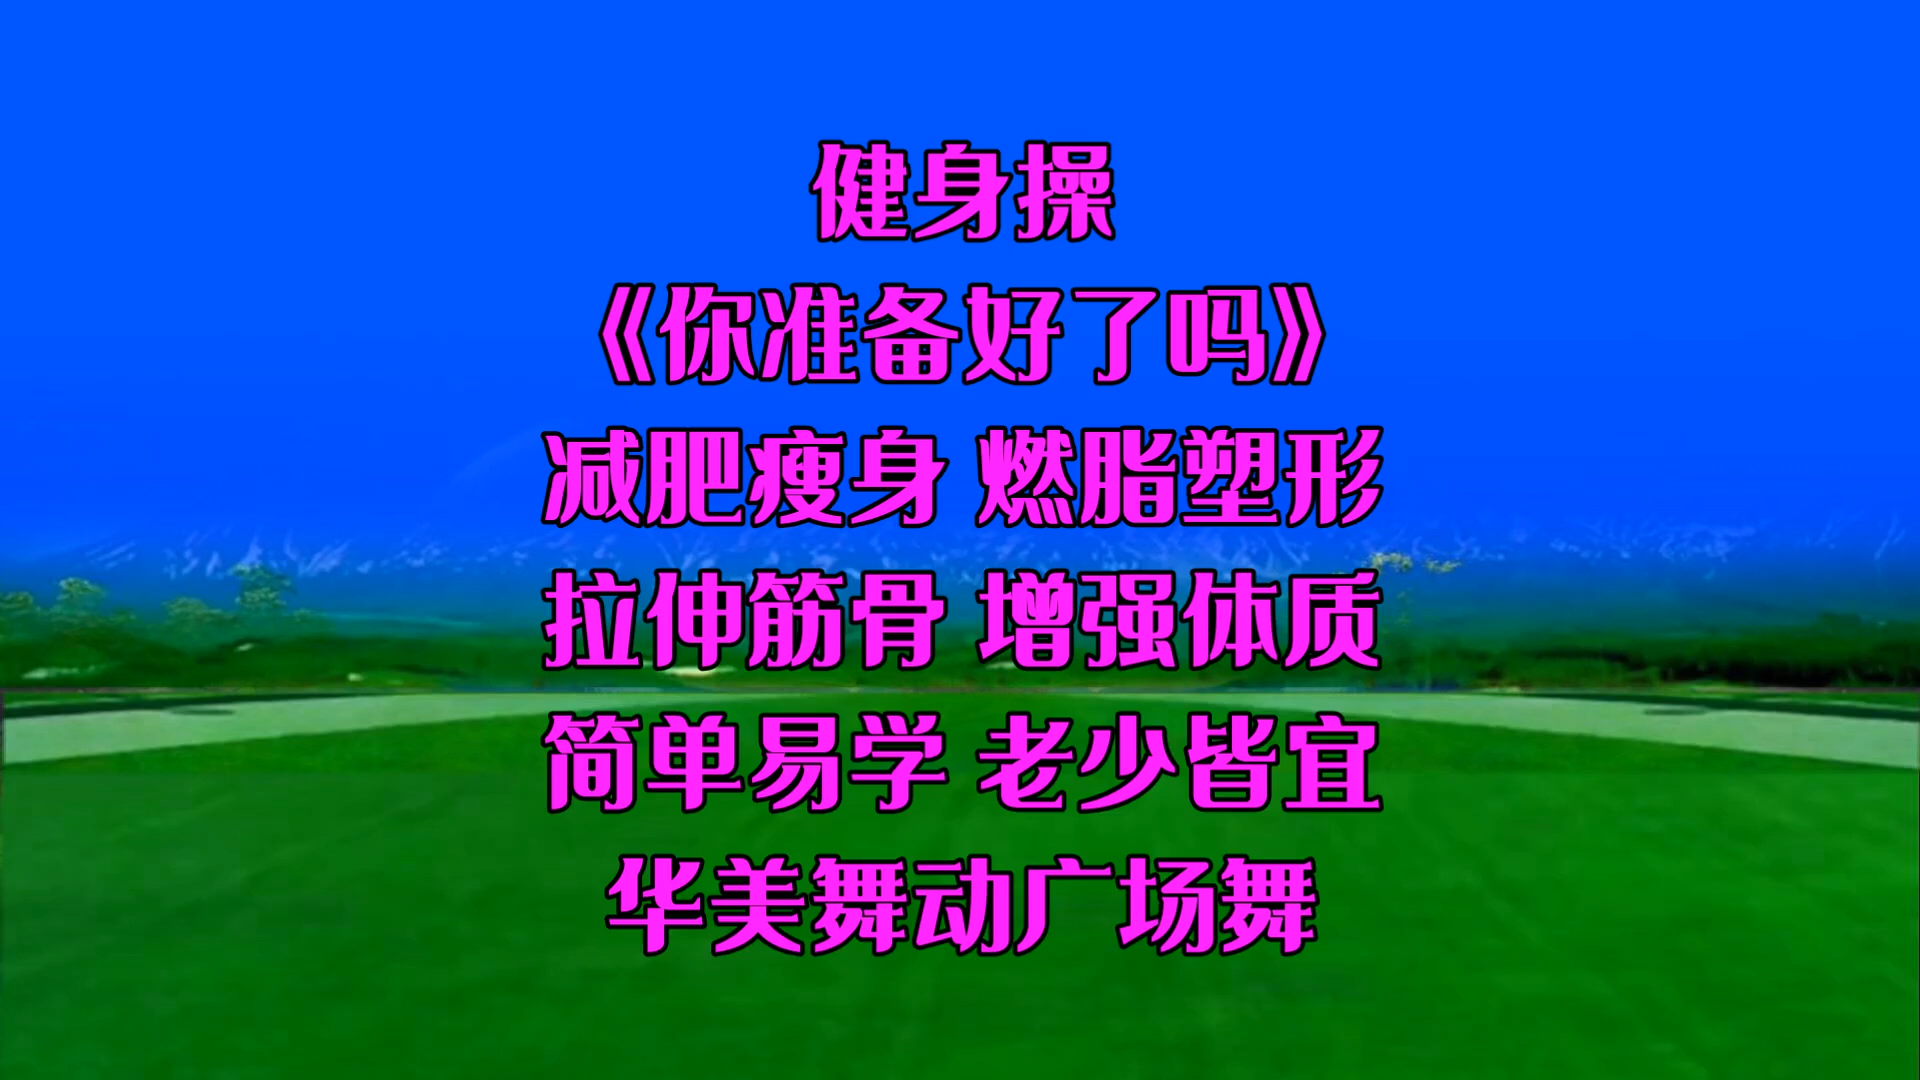 健身操
《你准备好了吗》
减肥瘦身 燃脂塑形
拉伸筋骨 增强体质
简单易学 老少皆宜
华美舞动广场舞